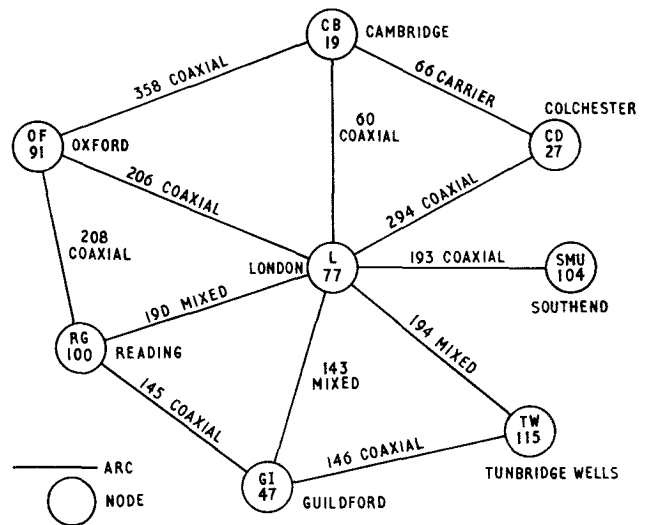 CB
19
CAMBRIDGE
358 COAXIAL
66 CARRIER
COLCHESTER
60
COAXIAL
OF
91
OXFORD
CD
27
206 COAXIAL
294 COAXIAL
208
COAXIAL
LONDON
L
77
193 COAXIAL
SMU
104
SOUTHEND
190 MIXED
RG
100
READING
194 MIXED
143
MIXED
145 COAXIAL
146 COAXIAL
TW
115
TUNBRIDGE WELLS
ARC
GI
47
GUILDFORD
NODE